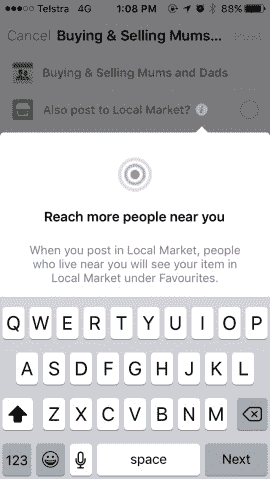 Telstra 4G 1:08 PM 88%
Cancel Buying & Selling Mums... Post
Buying & Selling Mums and Dads
Also post to Local Market? i
Reach more people near you
When you post in Local Market, people
who live near you will see your item in
Local Market under Favourites.
Q W E R T Y U I O P
A S D F G H J K L
Z X C V B N M
123 space Next